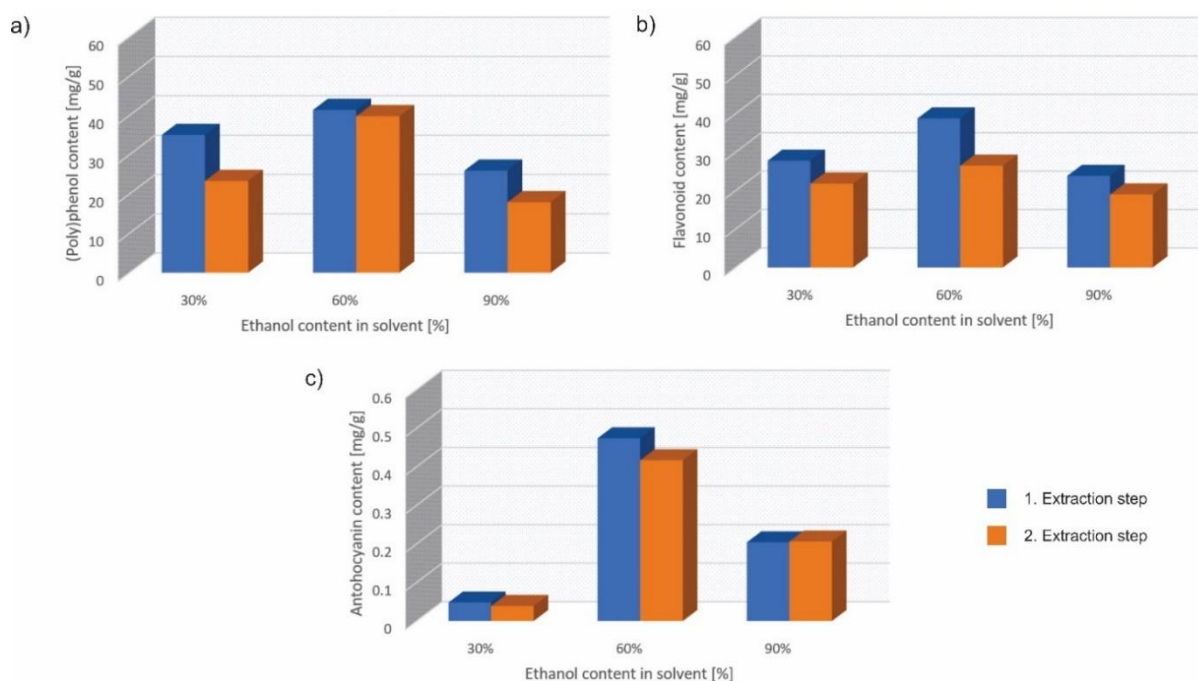 a)
(Poly)phenol content [mg/g]
60
50
40
30
20
10
0
30%
60%
90%
Ethanol content in solvent [%]
b)
Flavonoid content [mg/g]
60
50
40
30
20
10
0
30%
60%
90%
Ethanol content in solvent [%]
c)
Antohocyanin content [mg/g]
0.6
0.5
0.4
0.3
0.2
0.1
0
30%
60%
90%
Ethanol content in solvent [%]
1. Extraction step
2. Extraction step